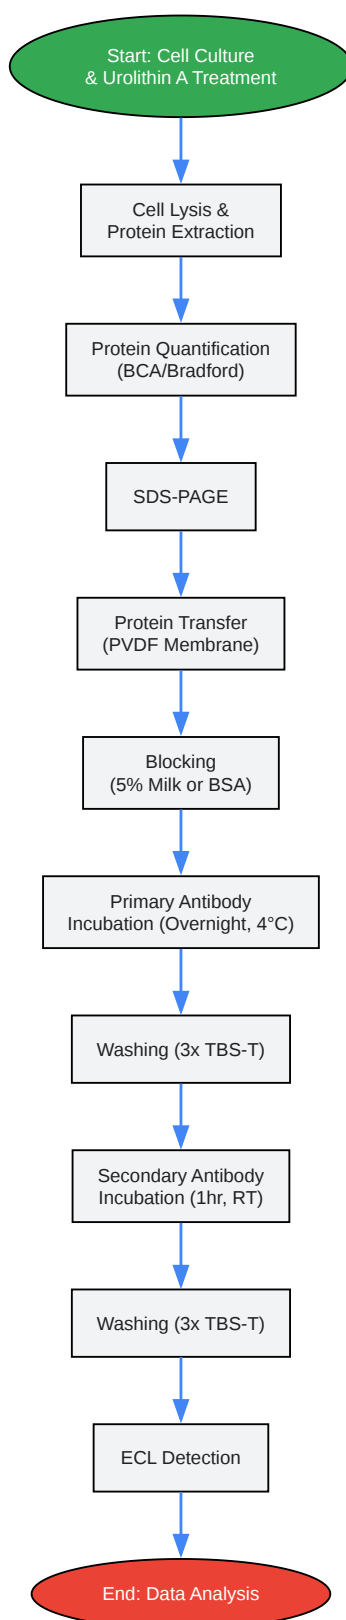 Start: Cell Culture
& Urolithin A Treatment
Cell Lysis &
Protein Extraction
Protein Quantification
(BCA/Bradford)
SDS-PAGE
Protein Transfer
(PVDF Membrane)
Blocking
(5% Milk or BSA)
Primary Antibody
Incubation (Overnight, 4°C)
Washing (3x TBS-T)
Secondary Antibody
Incubation (1hr, RT)
Washing (3x TBS-T)
ECL Detection
End: Data Analysis